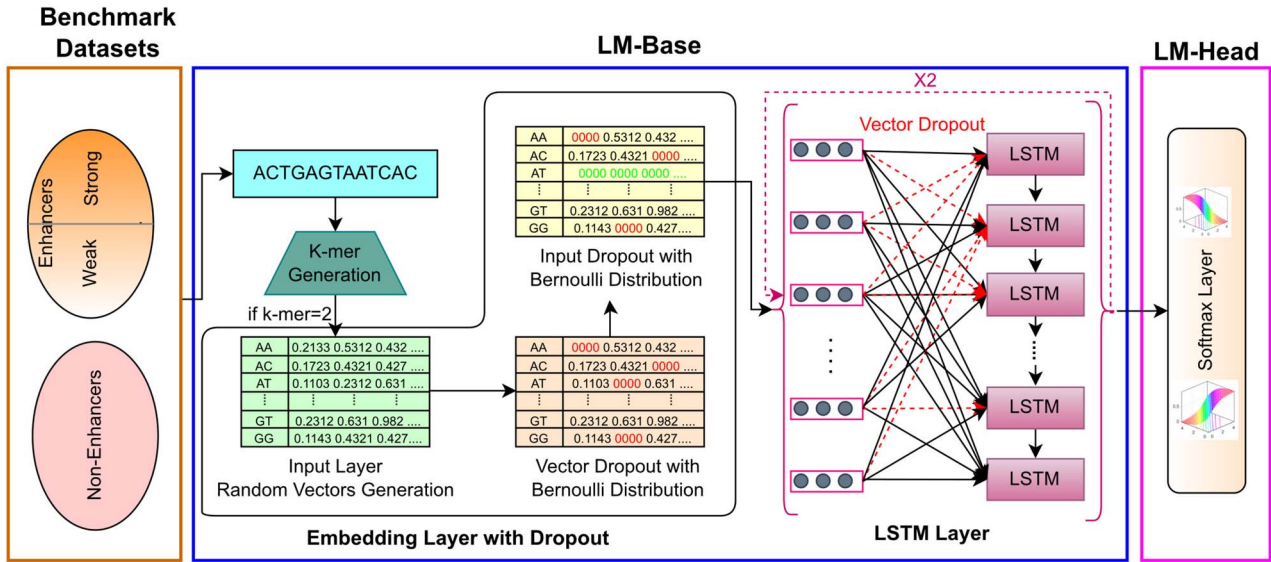 Benchmark
Datasets
LM-Base
LM-Head
Enhancers
Strong
Weak
Non-Enhancers
ACTGAGTAATCAC
K-mer
Generation
if k-mer=2
AA 0.2133 0.5312 0.432 ....
AC 0.1723 0.4321 0.427 ....
AT 0.1103 0.2312 0.631 ....
GT 0.2312 0.631 0.982 ....
GG 0.1143 0.4321 0.427....
Input Layer
Random Vectors Generation
AA 0000 0.5312 0.432 ....
AC 0.1723 0.4321 0000 ....
AT 0.1103 0000 0.631 ....
GT 0.2312 0.631 0.982 ....
GG 0.1143 0000 0.427....
Vector Dropout with
Bernoulli Distribution
AA 0000 0.5312 0.432 ....
AC 0.1723 0.4321 0000 ....
AT 0000 0000 0000 ....
GT 0.2312 0.631 0.982 ....
GG 0.1143 0000 0.427....
Input Dropout with
Bernoulli Distribution
Embedding Layer with Dropout
X2
Vector Dropout
LSTM
LSTM
LSTM
LSTM
LSTM
LSTM Layer
Softmax Layer